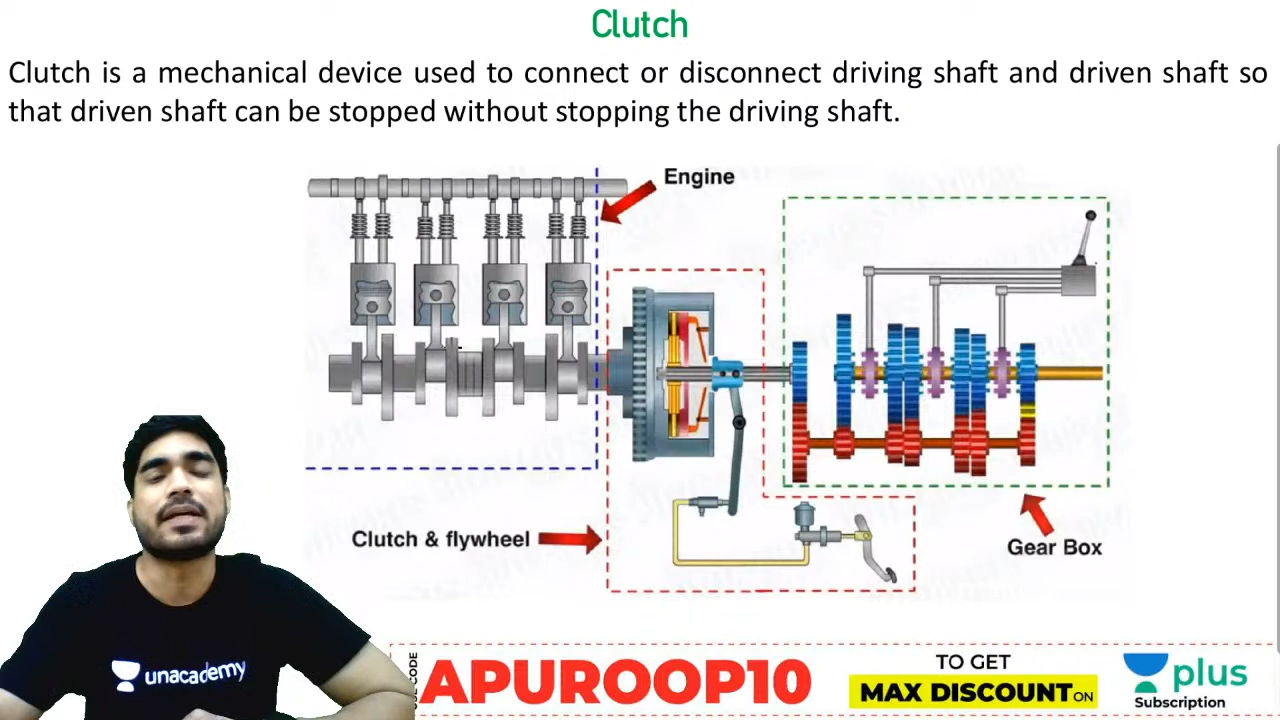 Clutch
Clutch is a mechanical device used to connect or disconnect driving shaft and driven shaft so
that driven shaft can be stopped without stopping the driving shaft.
Engine
Clutch & flywheel
Gear Box
unacademy
CODE
APUROOP10
TO GET
MAX DISCOUNT ON
plus
Subscription